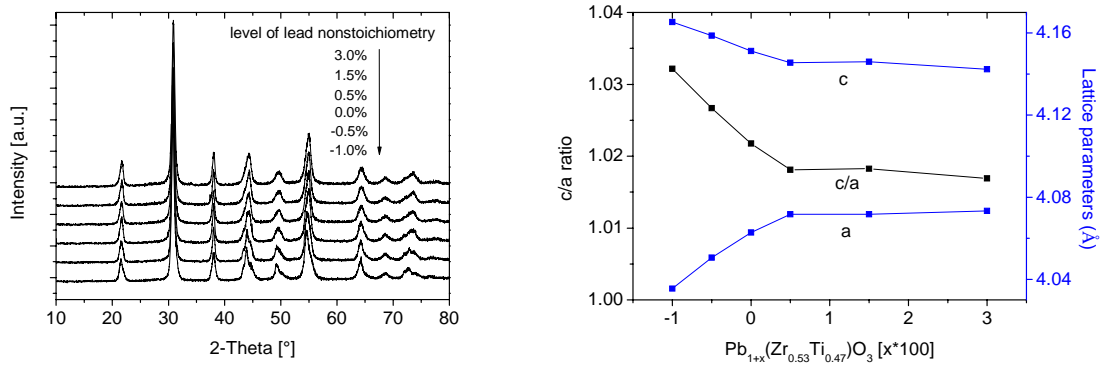 level of lead nonstoichiometry
3.0%
1.5%
0.5%
0.0%
-0.5%
-1.0%
Intensity [a.u.]
10 20 30 40 50 60 70 80
2-Theta [°]
1.04
1.03
1.02
1.01
1.00
c/a ratio
c
c/a
a
4.16
4.12
4.08
4.04
Lattice parameters (Å)
-1 0 1 2 3
Pb1+x(Zr0.53Ti0.47)O3 [x*100]